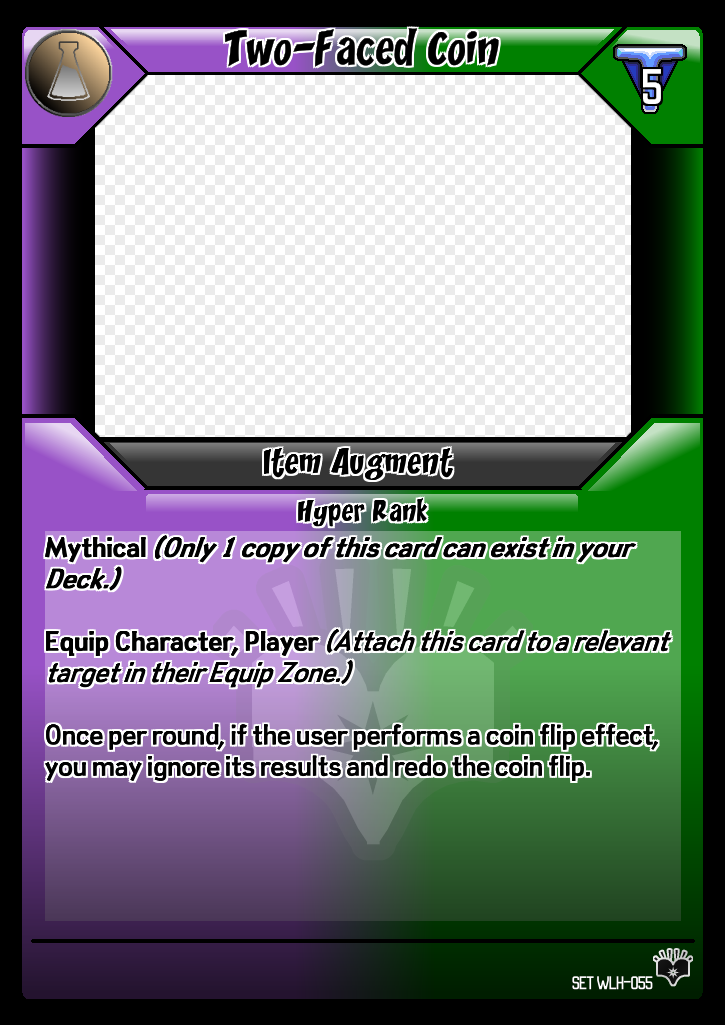 Two-Faced Coin
5
Item Augment
Hyper Rank
Mythical (Only 1 copy of this card can exist in your
Deck.)
Equip Character, Player (Attach this card to a relevant
target in their Equip Zone.)
Once per round, if the user performs a coin flip effect,
you may ignore its results and redo the coin flip.
SET WLH-055